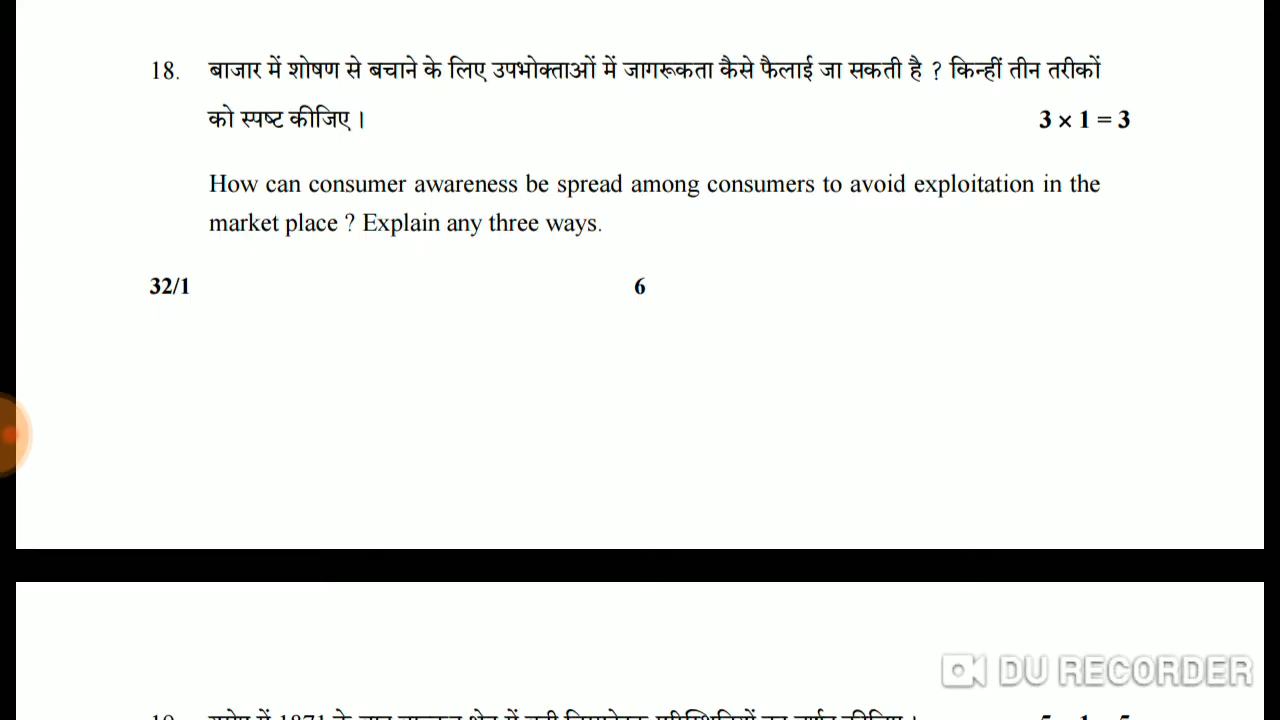 18. बाजार में शोषण से बचाने के लिए उपभोक्ताओं में जागरूकता कैसे फैलाई जा सकती है ? किन्हीं तीन तरीकों
को स्पष्ट कीजिए । 3 × 1 = 3
How can consumer awareness be spread among consumers to avoid exploitation in the
market place ? Explain any three ways.
32/1 6
DU RECORDER
में 1871 के बाद